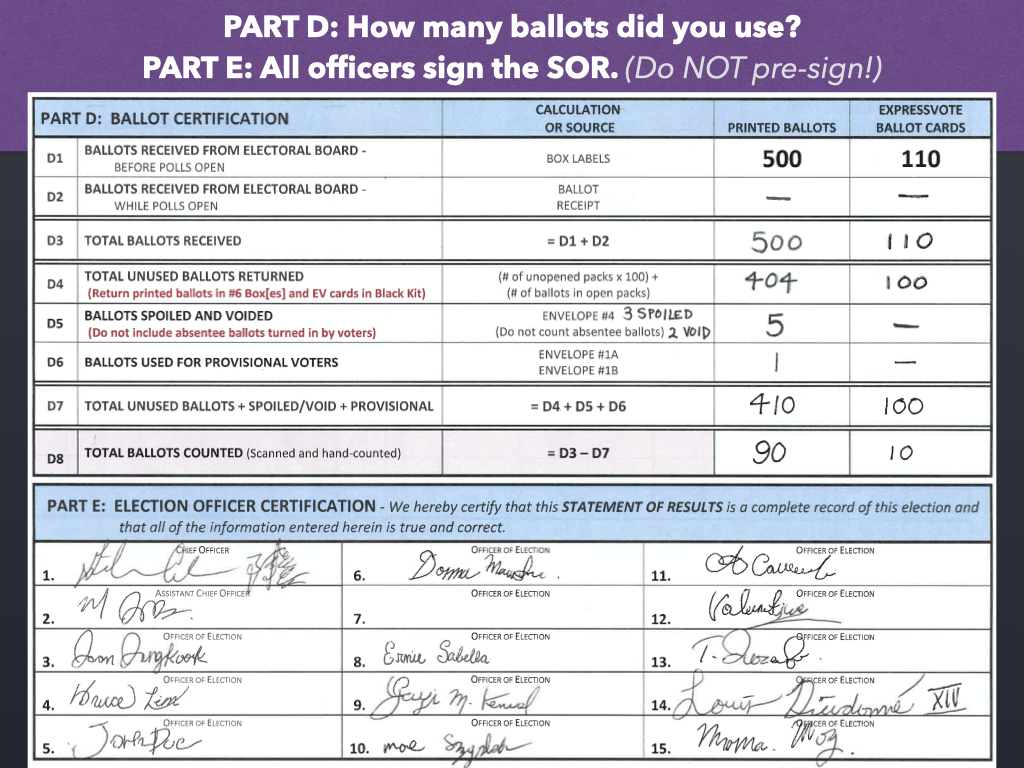 PART D: How many ballots did you use?
PART E: All officers sign the SOR. (Do NOT pre-sign!)
PART D: BALLOT CERTIFICATION
CALCULATION
OR SOURCE
PRINTED BALLOTS
EXPRESSVOTE
BALLOT CARDS
D1 BALLOTS RECEIVED FROM ELECTORAL BOARD -
BEFORE POLLS OPEN
BOX LABELS 500 110
D2 BALLOTS RECEIVED FROM ELECTORAL BOARD -
WHILE POLLS OPEN
BALLOT
RECEIPT
— —
D3 TOTAL BALLOTS RECEIVED = D1 + D2 500 110
D4 TOTAL UNUSED BALLOTS RETURNED
(Return printed ballots in #6 Box[es] and EV cards in Black Kit)
(# of unopened packs x 100) +
(# of ballots in open packs)
404 100
D5 BALLOTS SPOILED AND VOIDED
(Do not include absentee ballots turned in by voters)
ENVELOPE #4 3 SPOILED
(Do not count absentee ballots) 2 VOID
5 —
D6 BALLOTS USED FOR PROVISIONAL VOTERS
ENVELOPE #1A
ENVELOPE #1B
1 —
D7 TOTAL UNUSED BALLOTS + SPOILED/VOID + PROVISIONAL = D4 + D5 + D6 410 100
D8 TOTAL BALLOTS COUNTED (Scanned and hand-counted) = D3 – D7 90 10
PART E: ELECTION OFFICER CERTIFICATION - We hereby certify that this STATEMENT OF RESULTS is a complete record of this election and
that all of the information entered herein is true and correct.
CHIEF OFFICER
1.
OFFICER OF ELECTION
6. Donna
OFFICER OF ELECTION
11.
ASSISTANT CHIEF OFFICER
2. M
OFFICER OF ELECTION
7.
OFFICER OF ELECTION
12.
OFFICER OF ELECTION
3. Jungkook
OFFICER OF ELECTION
8. Ernie Sabella
OFFICER OF ELECTION
13. T.
OFFICER OF ELECTION
4. Bruce
OFFICER OF ELECTION
9. M.
OFFICER OF ELECTION
14. Louis Dieudonné XIV
OFFICER OF ELECTION
5. John Doe
OFFICER OF ELECTION
10. moe
OFFICER OF ELECTION
15. Moma.